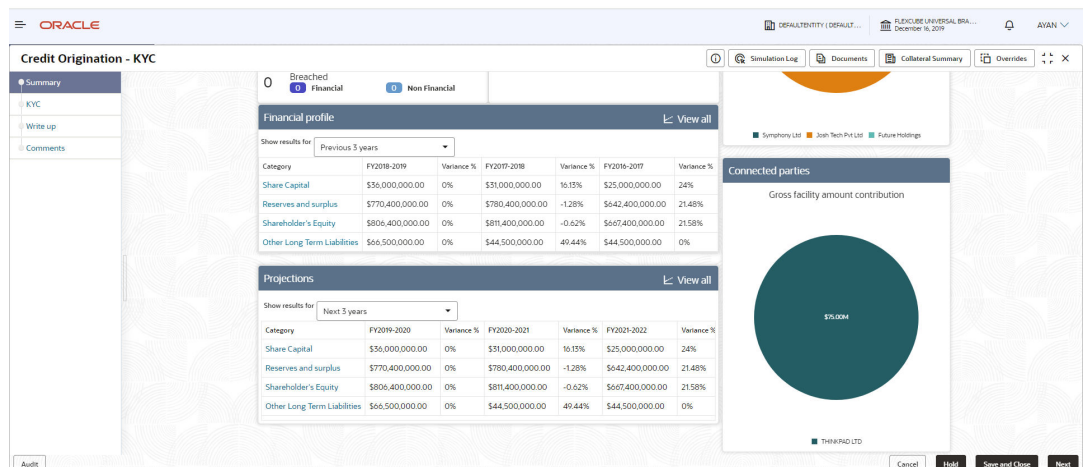 ORACLE
DEFAULTENTITY ( DEFAULT...
FLEXCUBE UNIVERSAL BRA...
December 16, 2019
AYAN
Credit Origination - KYC
Simulation Log
Documents
Collateral Summary
Overrides
Summary
KYC
Write up
Comments
0 Breached
0 Financial 0 Non Financial
Financial profile View all
Show results for Previous 3 years
Category FY2018-2019 Variance % FY2017-2018 Variance % FY2016-2017 Variance %
Share Capital $36,000,000.00 0% $31,000,000.00 16.13% $25,000,000.00 24%
Reserves and surplus $770,400,000.00 0% $780,400,000.00 -1.28% $642,400,000.00 21.48%
Shareholder's Equity $806,400,000.00 0% $811,400,000.00 -0.62% $667,400,000.00 21.58%
Other Long Term Liabilities $66,500,000.00 0% $44,500,000.00 49.44% $44,500,000.00 0%
Projections View all
Show results for Next 3 years
Category FY2019-2020 Variance % FY2020-2021 Variance % FY2021-2022 Variance %
Share Capital $36,000,000.00 0% $31,000,000.00 16.13% $25,000,000.00 24%
Reserves and surplus $770,400,000.00 0% $780,400,000.00 -1.28% $642,400,000.00 21.48%
Shareholder's Equity $806,400,000.00 0% $811,400,000.00 -0.62% $667,400,000.00 21.58%
Other Long Term Liabilities $66,500,000.00 0% $44,500,000.00 49.44% $44,500,000.00 0%
Symphony Ltd Josh Tech Pvt Ltd Future Holdings
Connected parties
Gross facility amount contribution
$75.00M
THINKPAD LTD
Audit
Cancel
Hold
Save and Close
Next